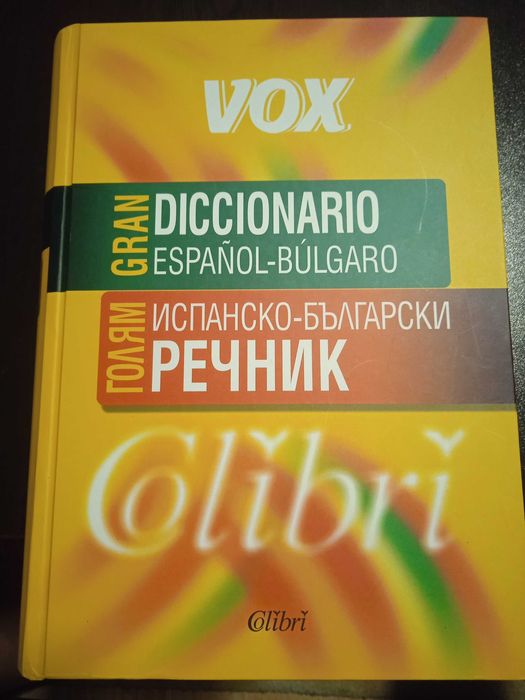 VOX
GRAN
DICCIONARIO
ESPAÑOL-BÚLGARO
ГОЛЯМ
ИСПАНСКО-БЪЛГАРСКИ
РЕЧНИК
Colibri
Colibri